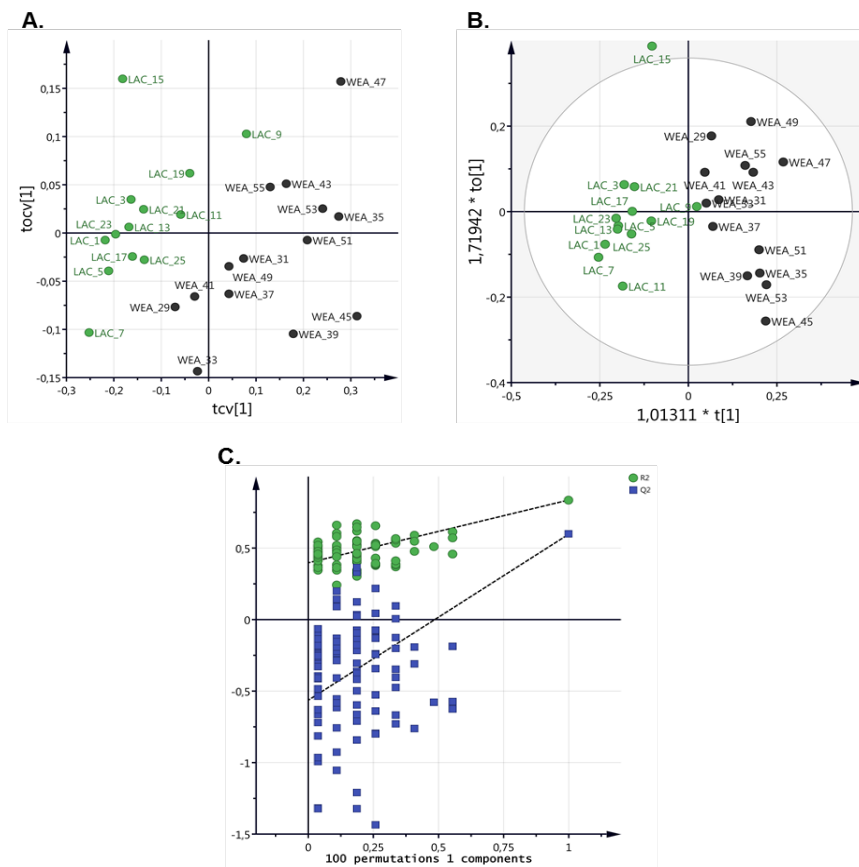 A.
B.
0,15
0,1
0,05
0
-0,05
-0,1
-0,15
tocv[1]
LAC_15
WEA_47
LAC_9
LAC_19
WEA_55
WEA_43
LAC_3
LAC_21
LAC_11
WEA_53
WEA_35
LAC_23
LAC_13
LAC_1
WEA_51
LAC_17
LAC_25
WEA_31
LAC_5
WEA_49
WEA_41
WEA_37
WEA_29
WEA_45
LAC_7
WEA_39
WEA_33
-0,3
-0,2
-0,1
0
0,1
0,2
0,3
tcv[1]
0,2
0
-0,2
-0,4
1,71942 * to[1]
LAC_15
WEA_49
WEA_29
WEA_55
WEA_47
LAC_3
LAC_21
WEA_41
WEA_43
LAC_17
LAC_9
WEA_31
LAC_23
LAC_5
LAC_19
LAC_13
WEA_37
LAC_1
LAC_25
WEA_51
LAC_7
WEA_39
WEA_35
LAC_11
WEA_53
WEA_45
-0,5
-0,25
0
0,25
1,01311 * t[1]
C.
R2
Q2
0,5
0
-0,5
-1
-1,5
0
0,25
0,5
0,75
1
100 permutations 1 components